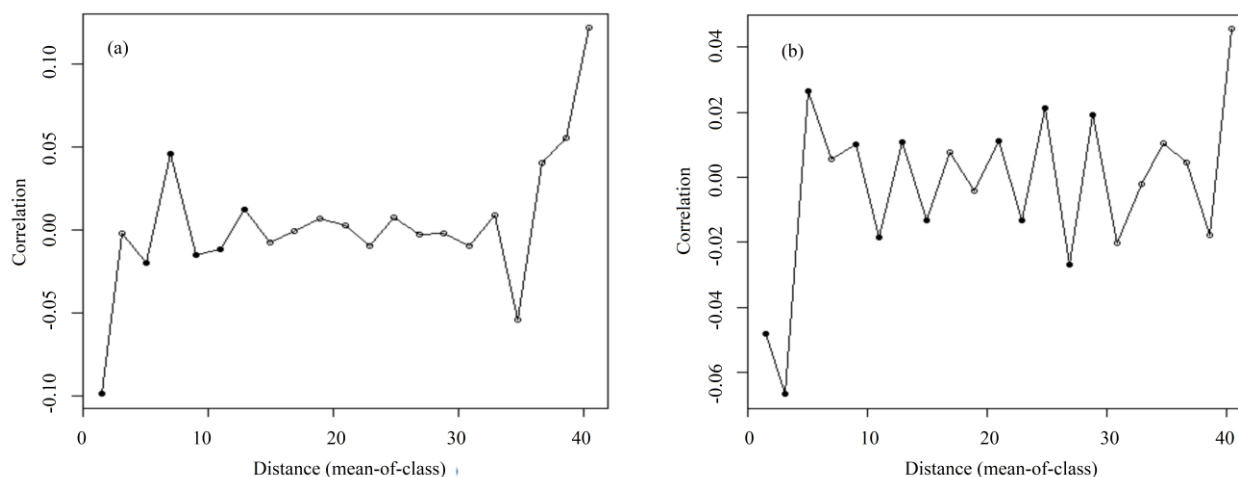 (a)
Correlation
0.10
0.05
0.00
-0.05
-0.10
0 10 20 30 40
Distance (mean-of-class)
(b)
Correlation
0.04
0.02
0.00
-0.02
-0.04
-0.06
0 10 20 30 40
Distance (mean-of-class)